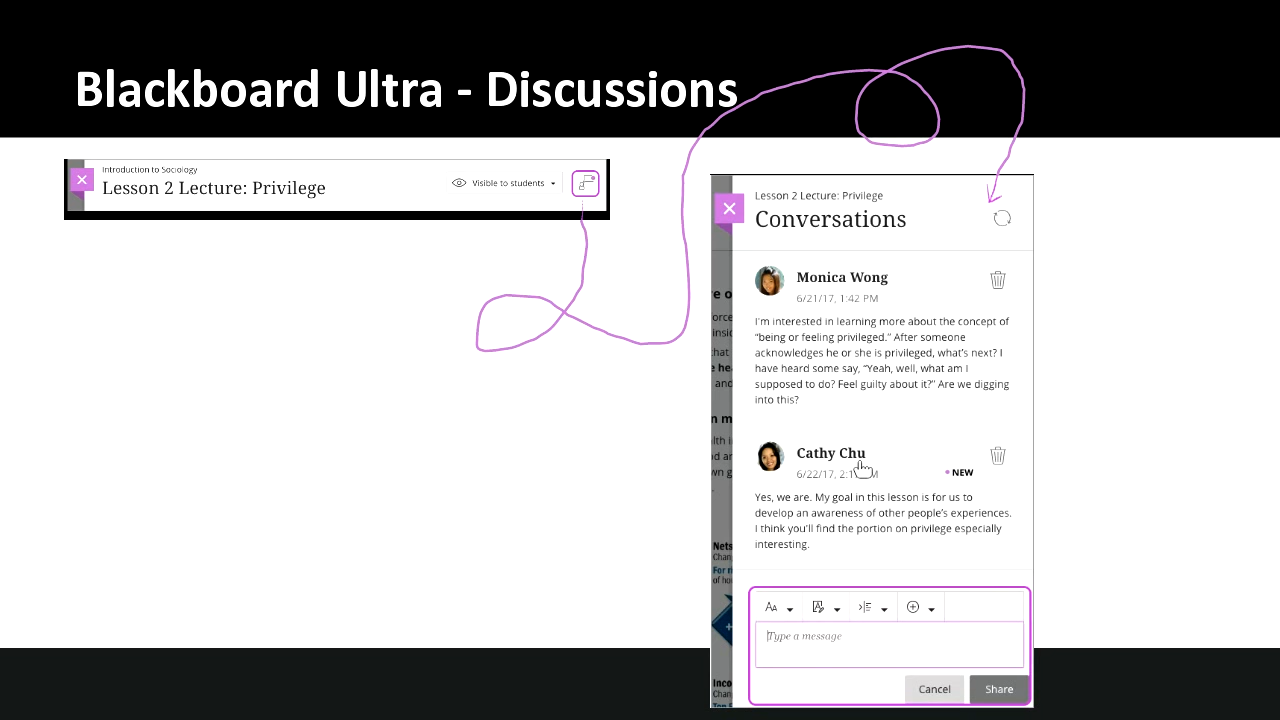 Blackboard Ultra - Discussions
Introduction to Sociology
Lesson 2 Lecture: Privilege
Visible to students
Lesson 2 Lecture: Privilege
Conversations
Monica Wong
6/21/17, 1:42 PM
I'm interested in learning more about the concept of
“being or feeling privileged.” After someone
acknowledges he or she is privileged, what's next? I
have heard some say, “Yeah, well, what am I
supposed to do? Feel guilty about it?” Are we digging
into this?
Cathy Chu
6/22/17, 2:1 M
NEW
Yes, we are. My goal in this lesson is for us to
develop an awareness of other people's experiences.
I think you'll find the portion on privilege especially
interesting.
Type a message
Cancel
Share